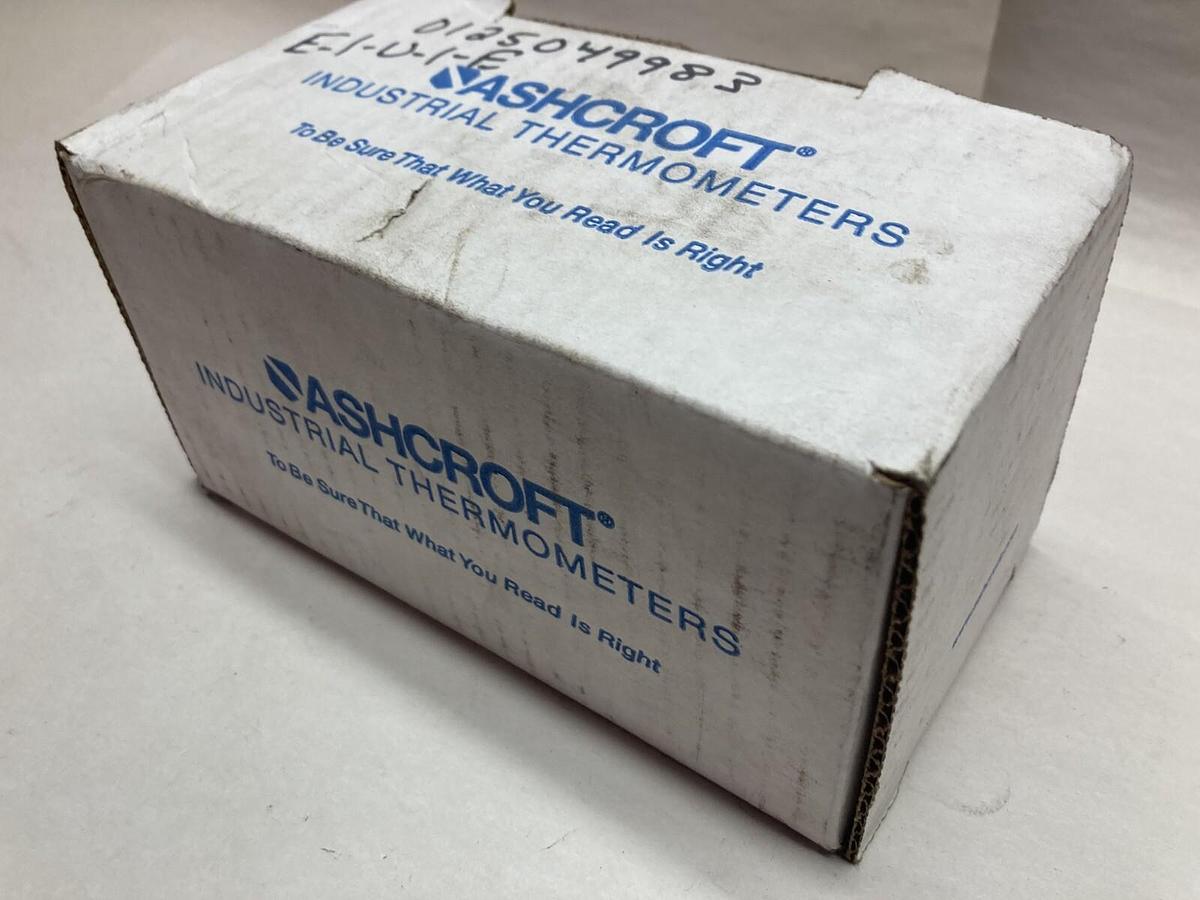 0125049983
E-1-U-1-E
ASHCROFT®
INDUSTRIAL THERMOMETERS
To Be Sure That What You Read Is Right
ASHCROFT®
INDUSTRIAL THERMOMETERS
To Be Sure That What You Read Is Right